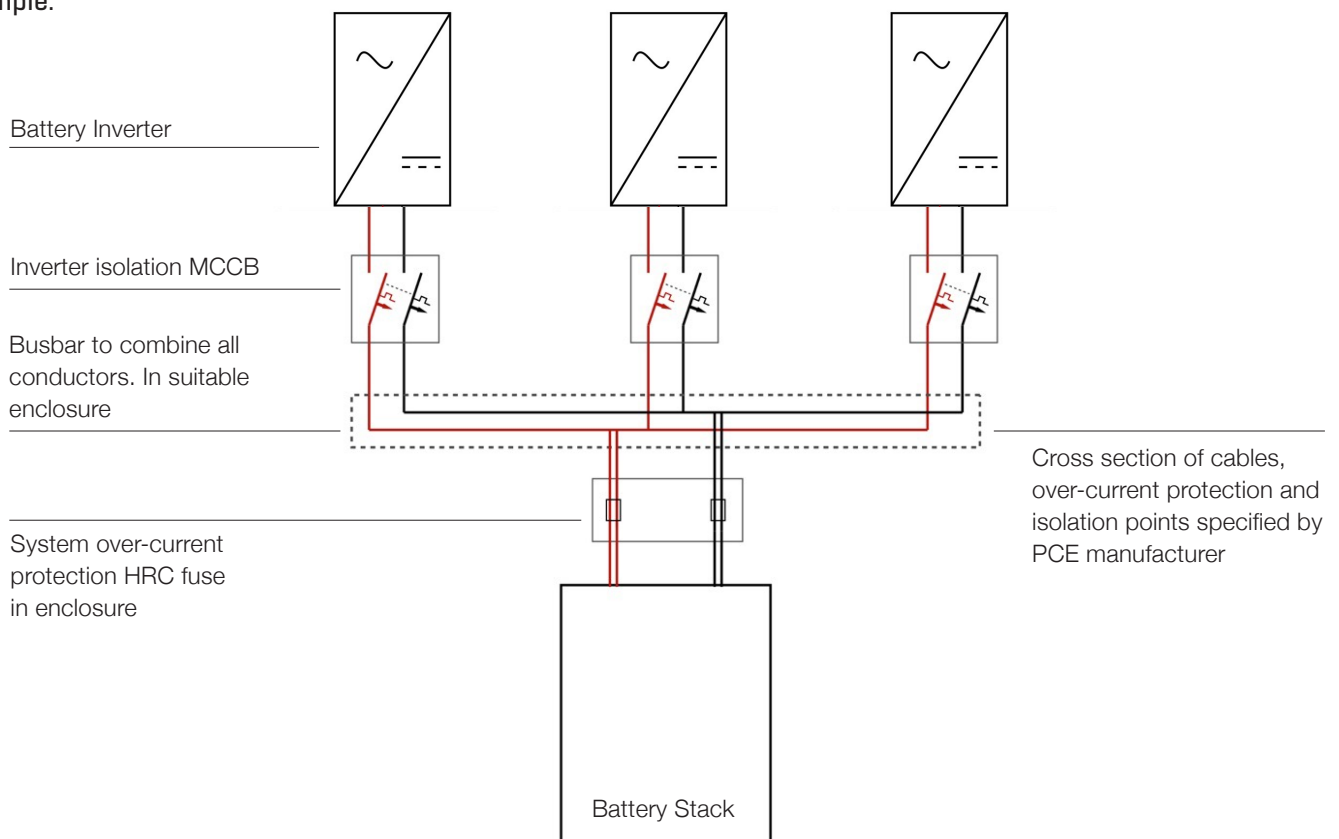 Battery Inverter
Inverter isolation MCCB
Busbar to combine all
conductors. In suitable
enclosure
System over-current
protection HRC fuse
in enclosure
Cross section of cables,
over-current protection and
isolation points specified by
PCE manufacturer
Battery Stack